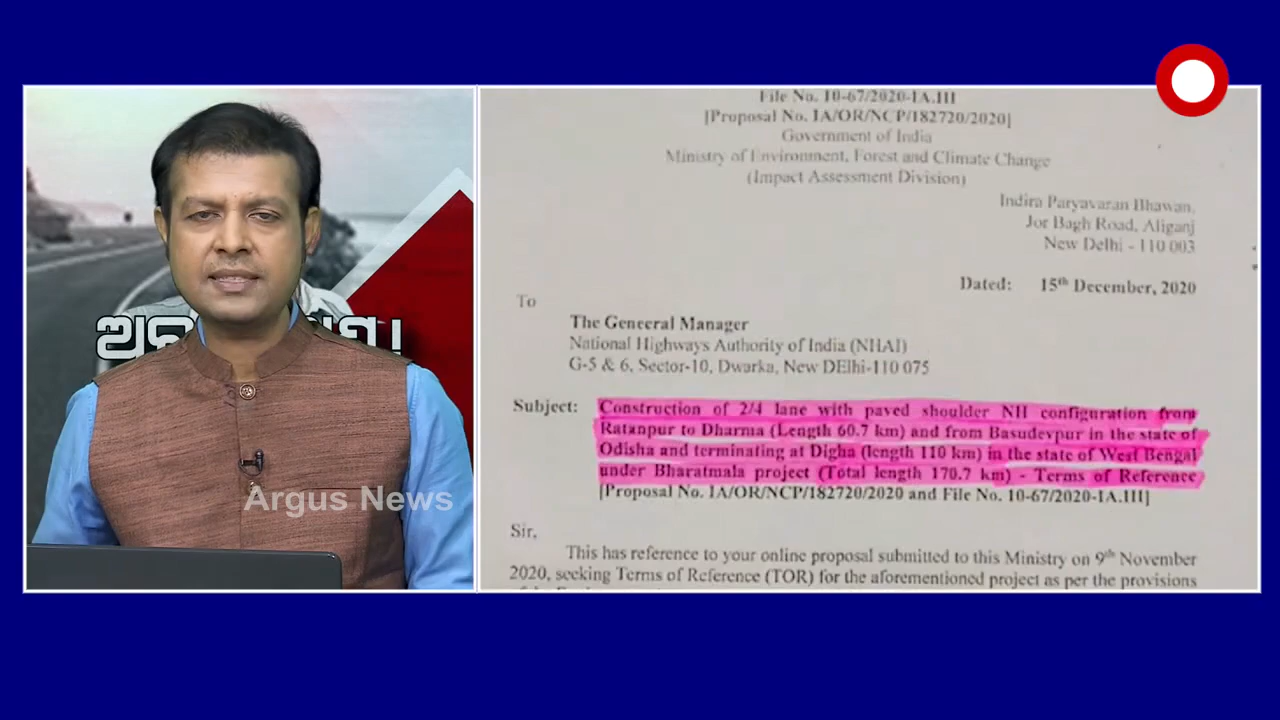 ଅନ
ମ!
Argus News
File No. 10-67/2020-IA.III
[Proposal No. IA/OR/NCP/182720/2020]
Government of India
Ministry of Environment, Forest and Climate Change
(Impact Assessment Division)
Indira Paryavaran Bhawan,
Jor Bagh Road, Aliganj
New Delhi - 110 003
Dated: 15th December, 2020
To
The Geneeral Manager
National Highways Authority of India (NHAI)
G-5 & 6, Sector-10, Dwarka, New DElhi-110 075
Subject: Construction of 2/4 lane with paved shoulder NH configuration from
Ratanpur to Dharma (Length 60.7 km) and from Basudevpur in the state of
Odisha and terminating at Digha (length 110 km) in the state of West Bengal
under Bharatmala project (Total length 170.7 km) - Terms of Reference
[Proposal No. IA/OR/NCP/182720/2020 and File No. 10-67/2020-IA.III]
Sir,
This has reference to your online proposal submitted to this Ministry on 9th November
2020, seeking Terms of Reference (TOR) for the aforementioned project as per the provisions